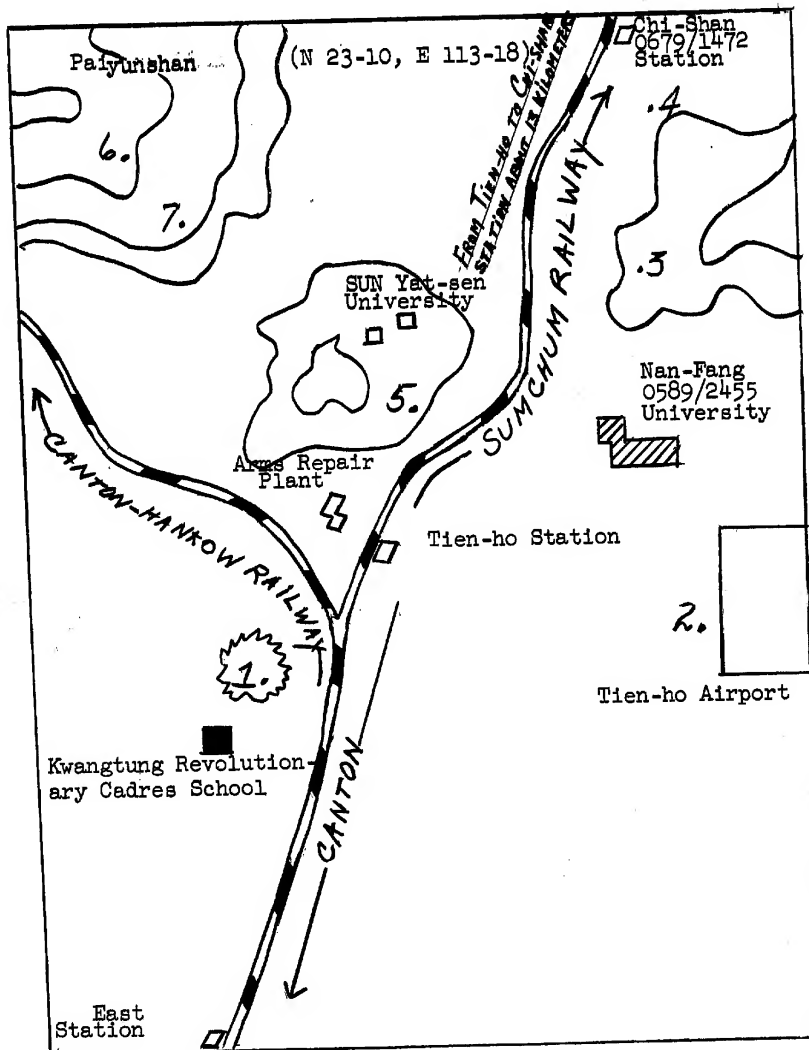 Chi-Shan
0679/1472
Station
Paiyunshan
(N 23-10, E 113-18)
FROM TIEN-HO TO CHI-SHAN
STATION ABOUT 13 KILOMETERS
.4
6.
7.
.3
SUN Yat-sen
University
SUMCHUM RAILWAY
Nan-Fang
0589/2455
University
5.
Arms Repair
Plant
CANTON-HANKOW RAILWAY
Tien-ho Station
2.
1.
Tien-ho Airport
Kwangtung Revolution-
ary Cadres School
CANTON
East
Station